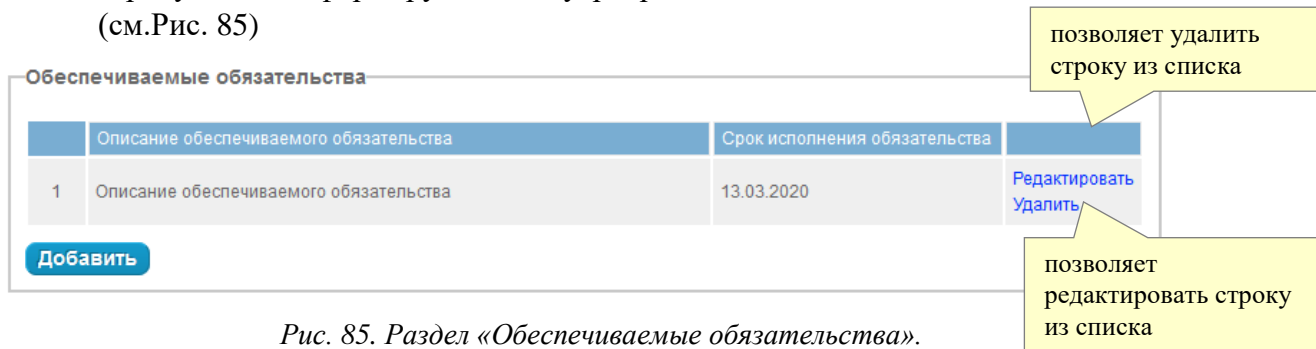 (см.Рис. 85)
позволяет удалить
строку из списка
Обеспечиваемые обязательства
Описание обеспечиваемого обязательства Срок исполнения обязательства
1 Описание обеспечиваемого обязательства 13.03.2020 Редактировать
Удалить
Добавить
позволяет
редактировать строку
из списка
Рис. 85. Раздел «Обеспечиваемые обязательства».